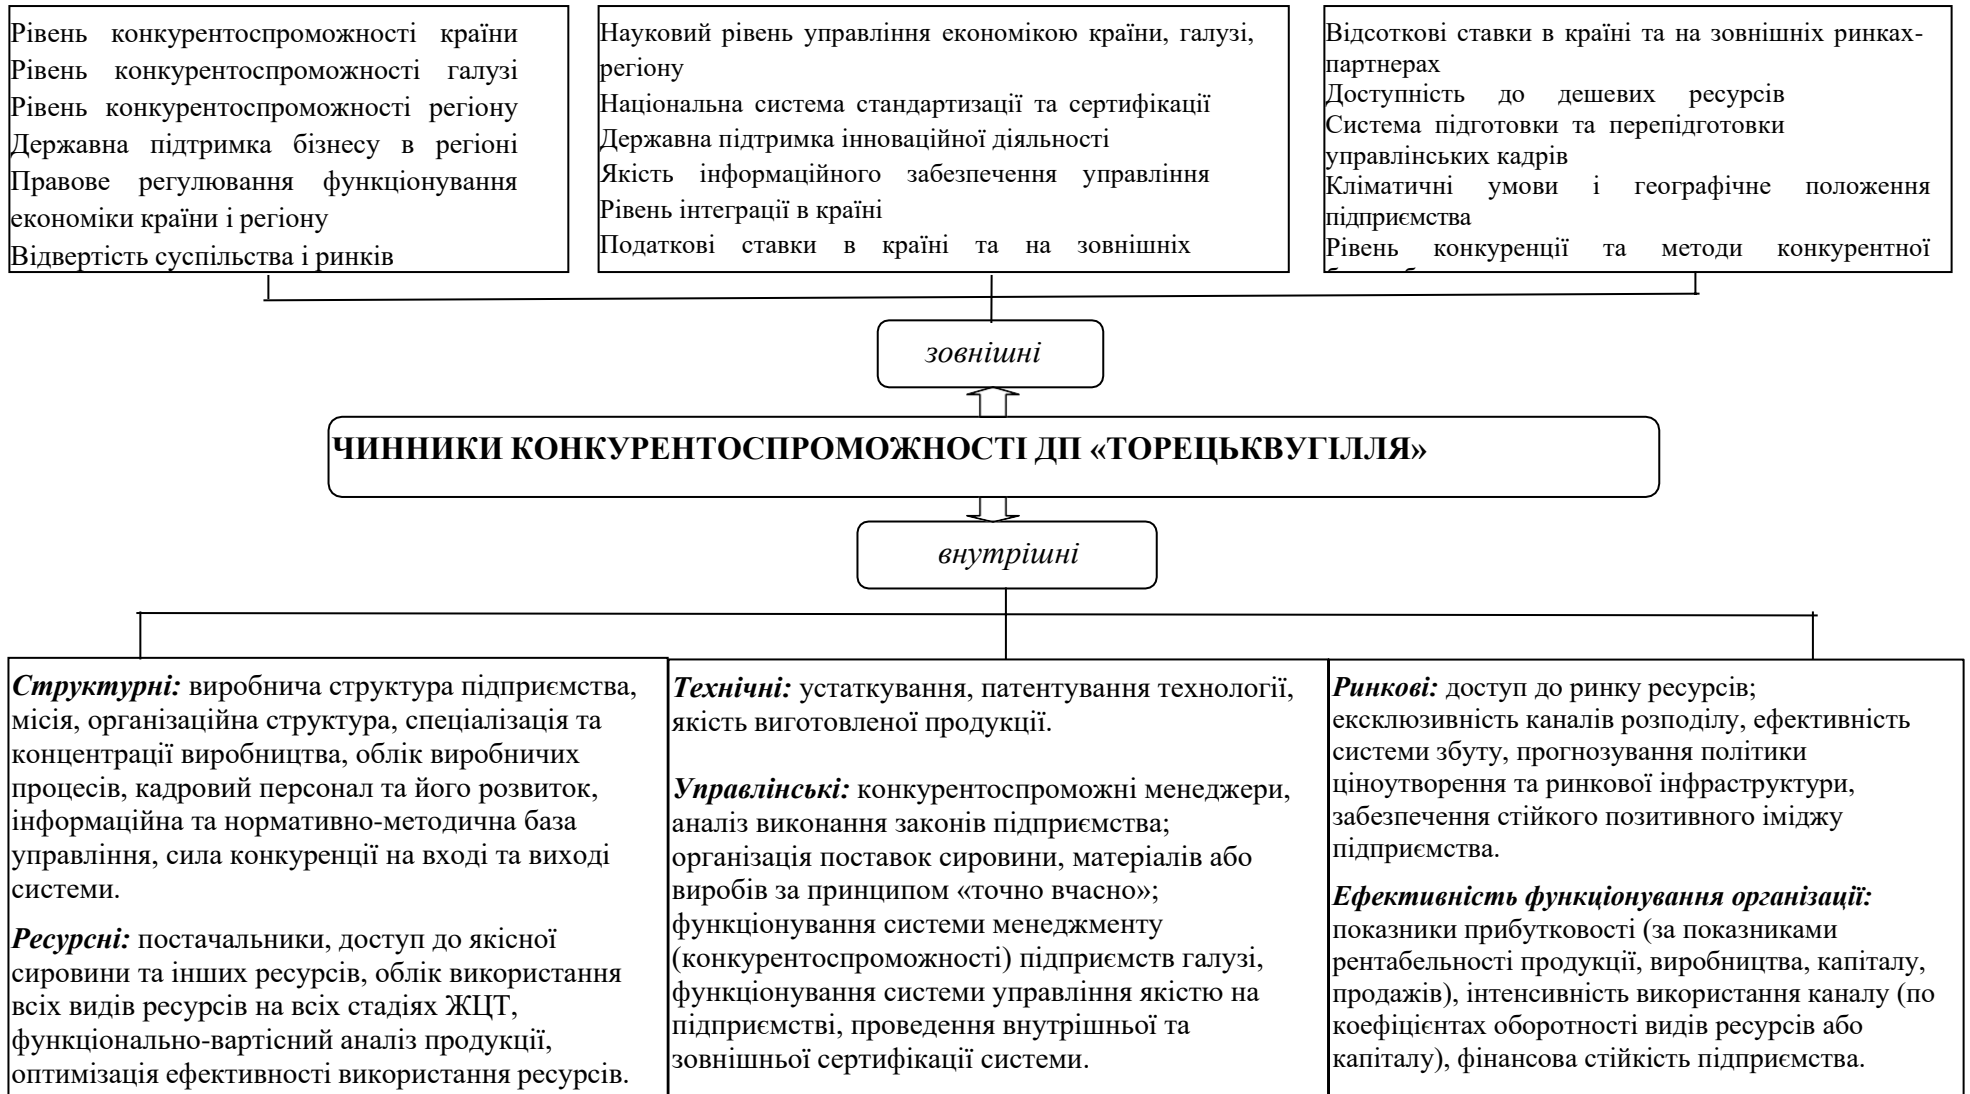 Рівень конкурентоспроможності країни
Рівень конкурентоспроможності галузі
Рівень конкурентоспроможності регіону
Державна підтримка бізнесу в регіоні
Правове регулювання функціонування
економіки країни і регіону
Відвертість суспільства і ринків
Науковий рівень управління економікою країни, галузі,
регіону
Національна система стандартизації та сертифікації
Державна підтримка інноваційної діяльності
Якість інформаційного забезпечення управління
Рівень інтеграції в країні
Податкові ставки в країні та на зовнішніх
Відсоткові ставки в країні та на зовнішніх ринках-
партнерах
Доступність до дешевих ресурсів
Система підготовки та перепідготовки
управлінських кадрів
Кліматичні умови і географічне положення
підприємства
Рівень конкуренції та методи конкурентної
зовнішні
ЧИННИКИ КОНКУРЕНТОСПРОМОЖНОСТІ ДП «ТОРЕЦЬКВУГІЛЛЯ»
внутрішні
Структурні: виробнича структура підприємства,
місія, організаційна структура, спеціалізація та
концентрації виробництва, облік виробничих
процесів, кадровий персонал та його розвиток,
інформаційна та нормативно-методична база
управління, сила конкуренції на вході та виході
системи.
Ресурсні: постачальники, доступ до якісної
сировини та інших ресурсів, облік використання
всіх видів ресурсів на всіх стадіях ЖЦТ,
функціонально-вартісний аналіз продукції,
оптимізація ефективності використання ресурсів.
Технічні: устаткування, патентування технології,
якість виготовленої продукції.
Управлінські: конкурентоспроможні менеджери,
аналіз виконання законів підприємства;
організація поставок сировини, матеріалів або
виробів за принципом «точно вчасно»;
функціонування системи менеджменту
(конкурентоспроможності) підприємств галузі,
функціонування системи управління якістю на
підприємстві, проведення внутрішньої та
зовнішньої сертифікації системи.
Ринкові: доступ до ринку ресурсів;
ексклюзивність каналів розподілу, ефективність
системи збуту, прогнозування політики
ціноутворення та ринкової інфраструктури,
забезпечення стійкого позитивного іміджу
підприємства.
Ефективність функціонування організації:
показники прибутковості (за показниками
рентабельності продукції, виробництва, капіталу,
продажів), інтенсивність використання каналу (по
коефіцієнтах оборотності видів ресурсів або
капіталу), фінансова стійкість підприємства.